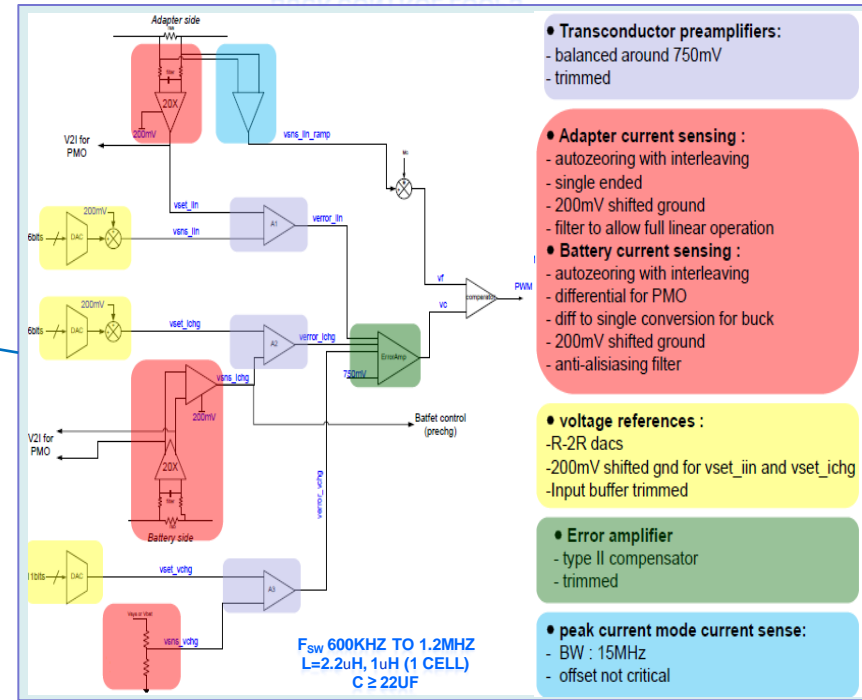 Adapter side
20X
200mV
V2I for
PMO
vsns_iin_ramp
vset_iin
200mV
6bits
DAC
vsns_iin
A1
verror_iin
vf
vc
comparator
PWM
200mV
6bits
DAC
vset_ichg
A2
verror_ichg
ErrorAmp
750mV
vsns_ichg
200mV
Batfet control
(prechg)
V2I for
PMO
20X
Battery side
verror_vchg
11bits
DAC
vset_vchg
A3
vsns_vchg
FSW 600KHZ TO 1.2MHZ
L=2.2uH, 1uH (1 CELL)
C ≥ 22UF
• Transconductor preamplifiers:
- balanced around 750mV
- trimmed
• Adapter current sensing :
- autozeoring with interleaving
- single ended
- 200mV shifted ground
- filter to allow full linear operation
• Battery current sensing :
- autozeoring with interleaving
- differential for PMO
- diff to single conversion for buck
- 200mV shifted ground
- anti-alisiasing filter
• voltage references :
-R-2R dacs
-200mV shifted gnd for vset_iin and vset_ichg
-Input buffer trimmed
• Error amplifier
- type II compensator
- trimmed
• peak current mode current sense:
- BW : 15MHz
- offset not critical